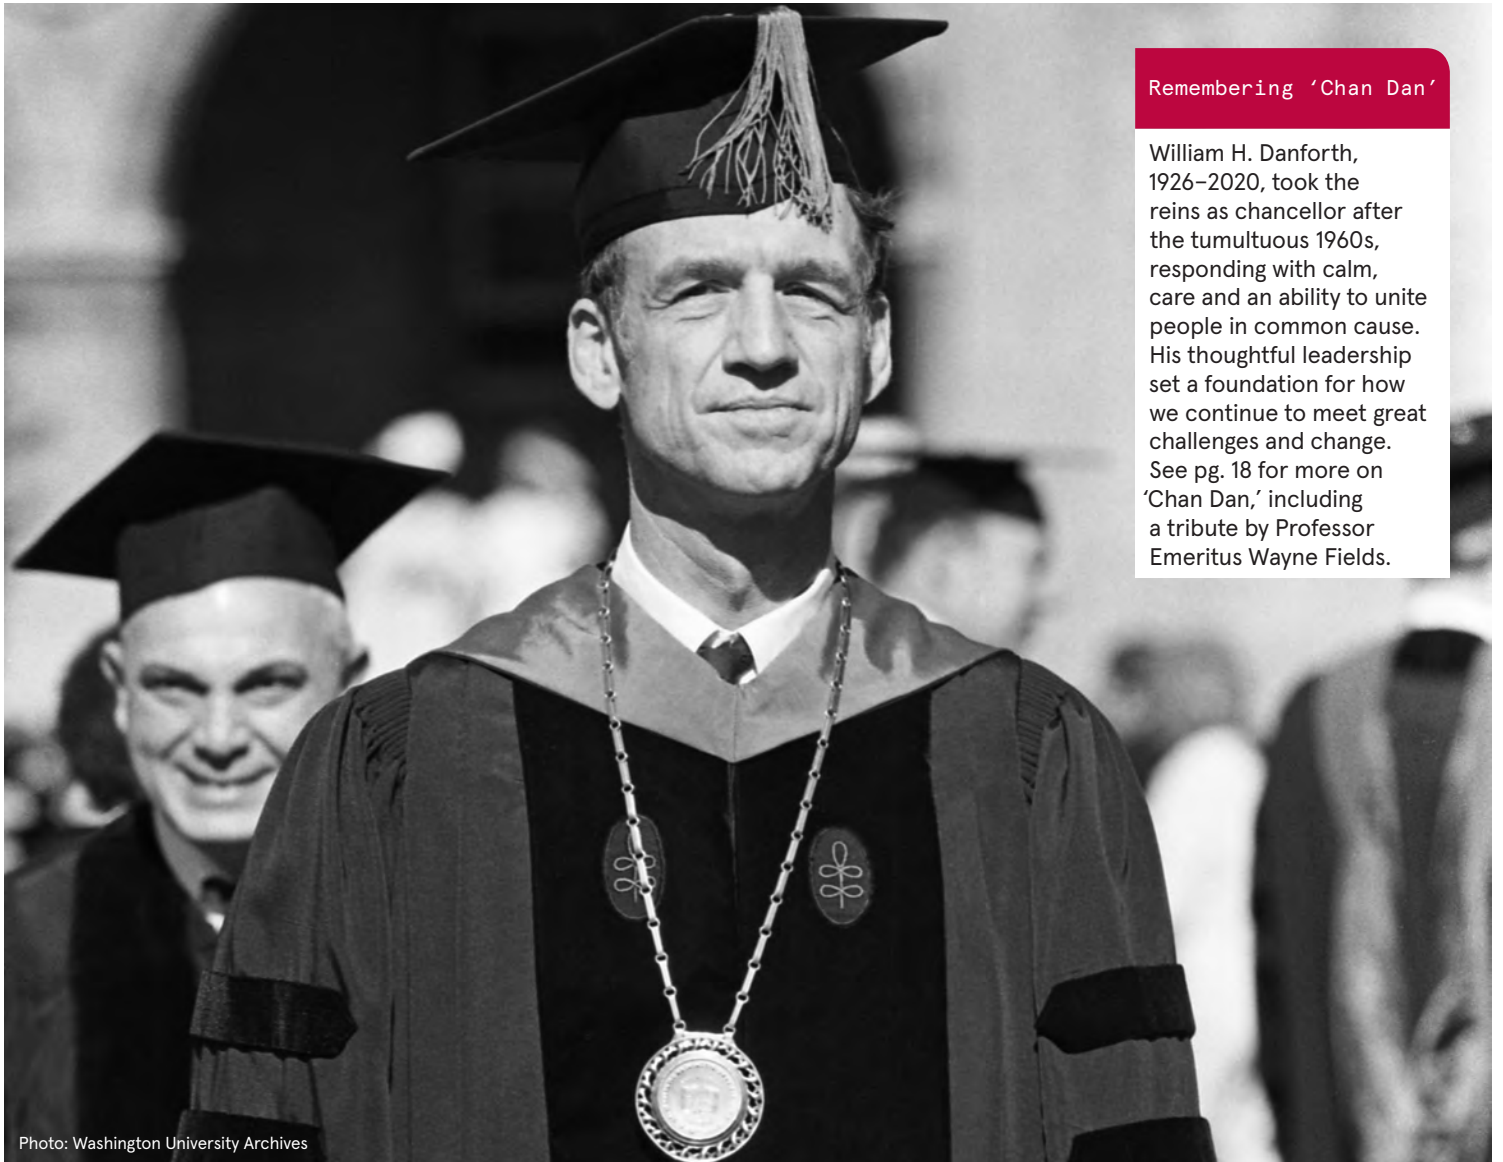 Remembering ‘Chan Dan’
William H. Danforth,
1926–2020, took the
reins as chancellor after
the tumultuous 1960s,
responding with calm,
care and an ability to unite
people in common cause.
His thoughtful leadership
set a foundation for how
we continue to meet great
challenges and change.
See pg. 18 for more on
‘Chan Dan,’ including
a tribute by Professor
Emeritus Wayne Fields.
Photo: Washington University Archives